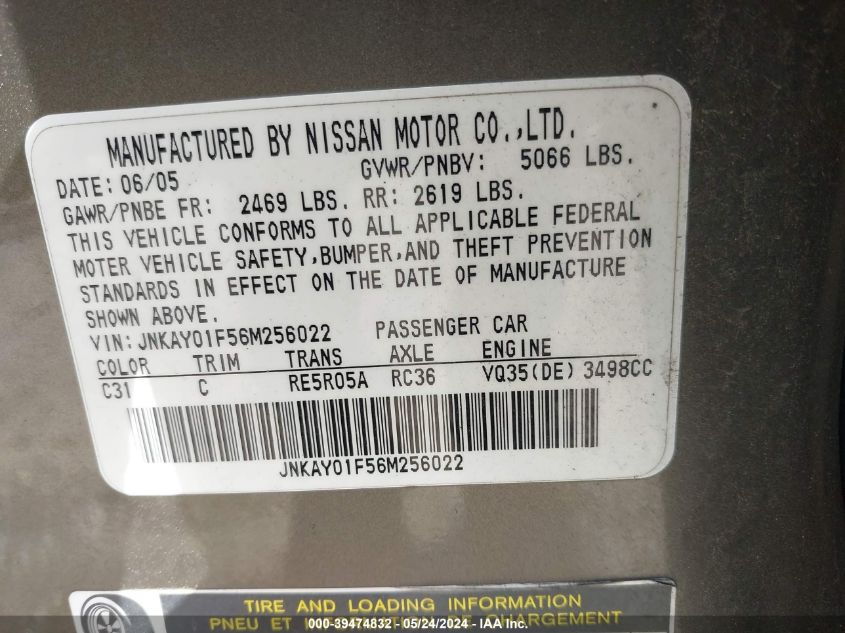 MANUFACTURED BY NISSAN MOTOR CO.,LTD.
DATE: 06/05 GVWR/PNBV: 5066 LBS.
GAWR/PNBE FR: 2469 LBS. RR: 2619 LBS.
THIS VEHICLE CONFORMS TO ALL APPLICABLE FEDERAL
MOTER VEHICLE SAFETY,BUMPER,AND THEFT PREVENTION
STANDARDS IN EFFECT ON THE DATE OF MANUFACTURE
SHOWN ABOVE.
VIN: JNKAY01F56M256022 PASSENGER CAR
COLOR TRIM TRANS AXLE ENGINE
C31 C RE5R05A RC36 VQ35(DE) 3498CC
JNKAY01F56M256022
TIRE AND LOADING INFORMATION
PNEU ET CHARGEMENT
000-39474832 - 05/24/2024 - IAA Inc.